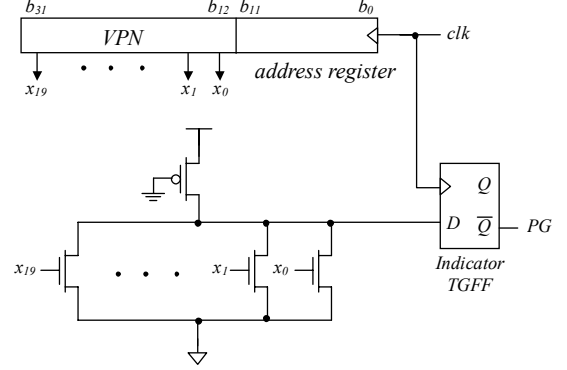 b31 b12 b11 b0
VPN
clk
x19 x1 x0
address register
Q
D Q̅ PG
x19 x1 x0
Indicator
TGFF